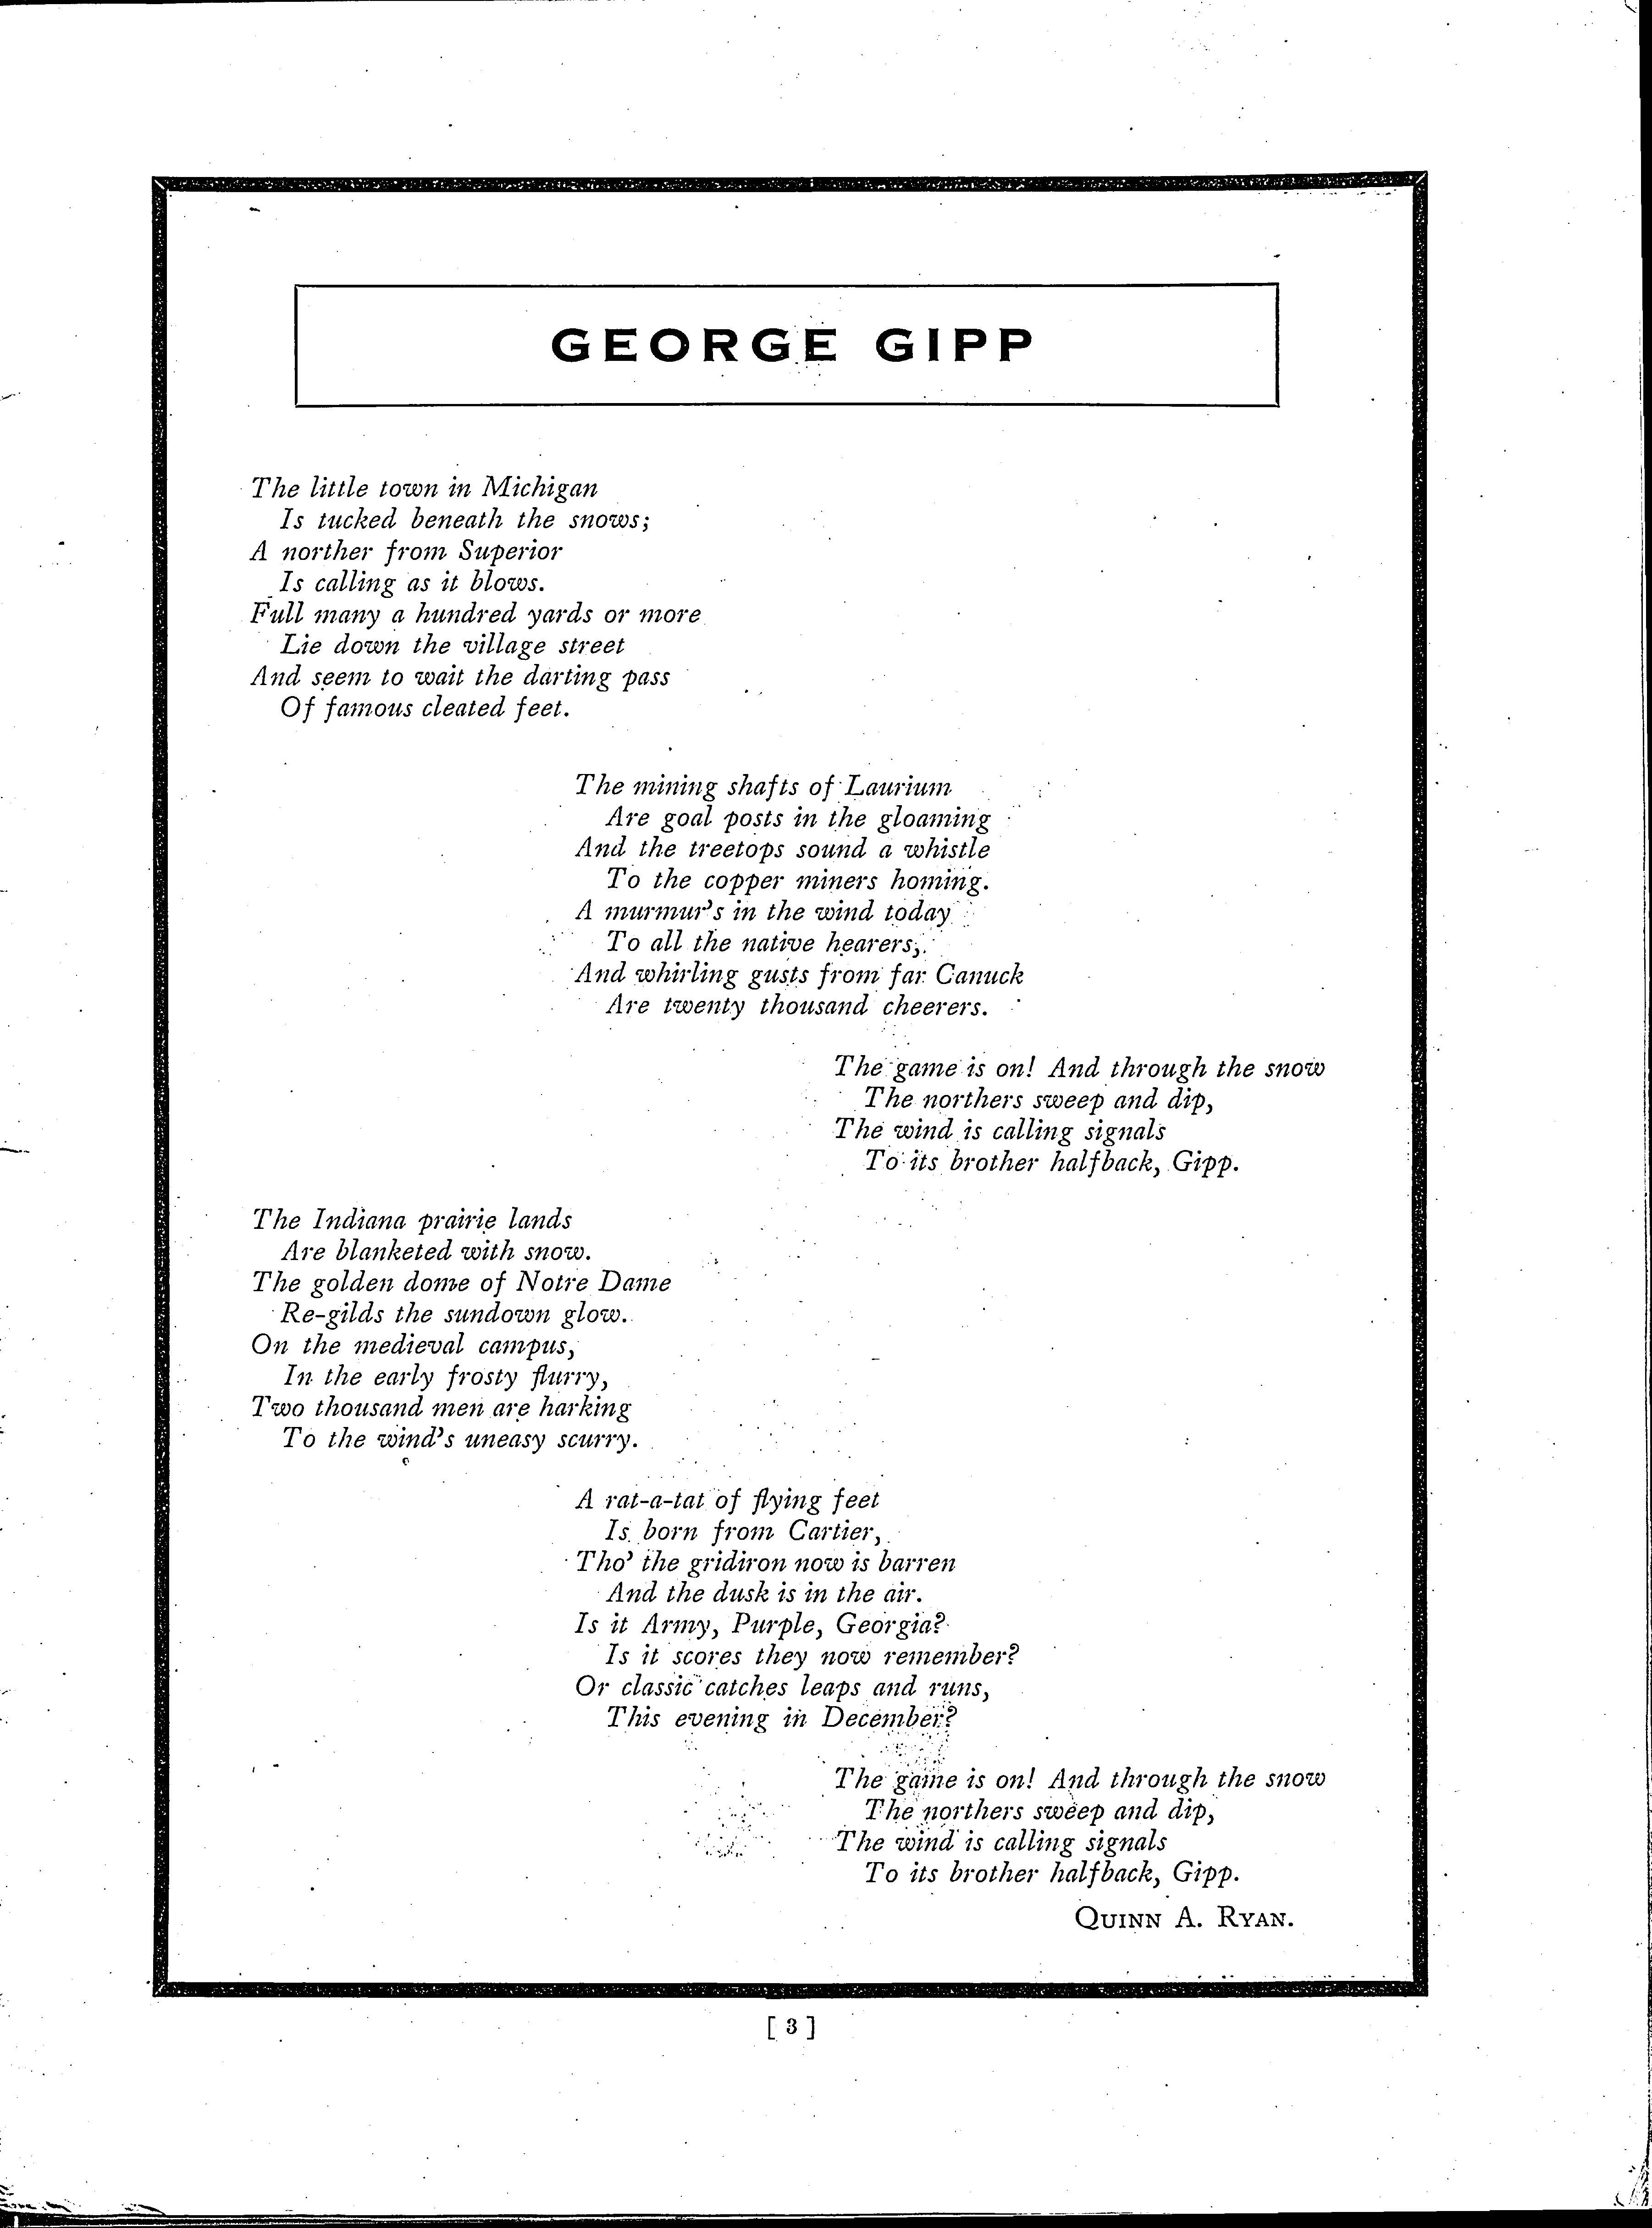 GEORGE GIPP
The little town in Michigan
Is tucked beneath the snows;
A norther from Superior
Is calling as it blows.
Full many a hundred yards or more
Lie down the village street
And seem to wait the darting pass
Of famous cleated feet.
The mining shafts of Laurium
Are goal posts in the gloaming
And the treetops sound a whistle
To the copper miners homing.
A murmur's in the wind today
To all the native hearers;
And whirling gusts from far Canuck
Are twenty thousand cheerers.
The game is on! And through the snow
The northers sweep and dip,
The wind is calling signals
To its brother halfback, Gipp.
The Indiana prairie lands
Are blanketed with snow.
The golden dome of Notre Dame
Re-gilds the sundown glow.
On the medieval campus,
In the early frosty flurry,
Two thousand men are harking
To the wind's uneasy scurry.
A rat-a-tat of flying feet
Is born from Cartier,
Tho' the gridiron now is barren
And the dusk is in the air.
Is it Army, Purple, Georgia?
Is it scores they now remember?
Or classic catches leaps and runs,
This evening in December?
The game is on! And through the snow
The northers sweep and dip,
The wind is calling signals
To its brother halfback, Gipp.
QUINN A. RYAN.
[ 3 ]